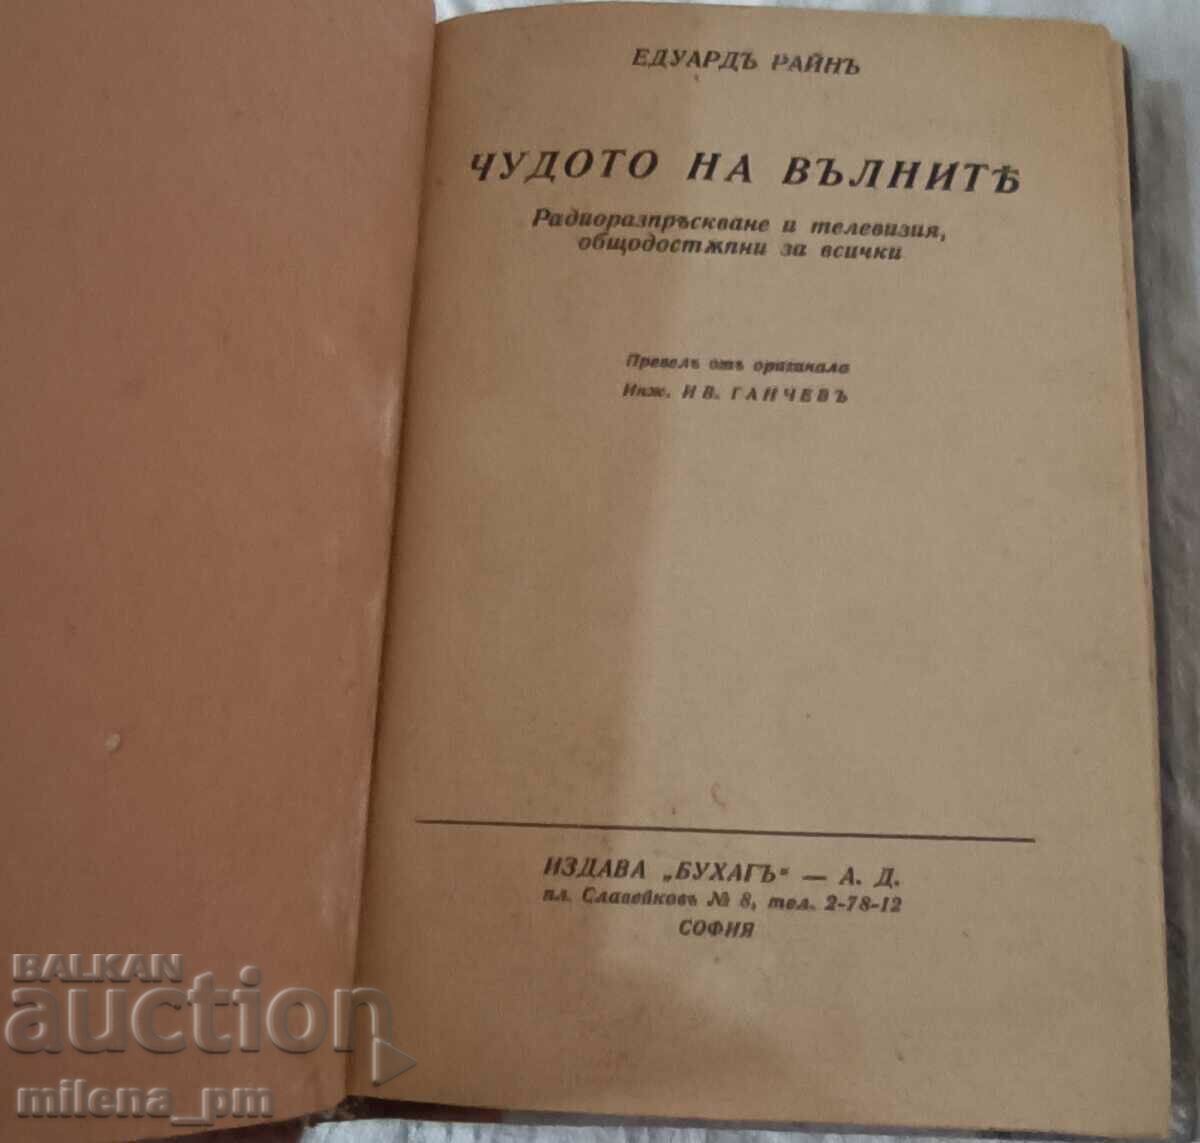 ЕДУАРДЪ РАЙНЪ
ЧУДОТО НА ВЪЛНИТѢ
Радиоразпръскване и телевизия,
общодостѫпни за всички
Превелъ отъ оригинала
Инж. ИВ. ГАНЧЕВЪ
ИЗДАВА „БУХАГЪ“ — А. Д.
пл. Славейковъ № 8, тел. 2-78-12
СОФИЯ
BALKAN
auction
milena_pm